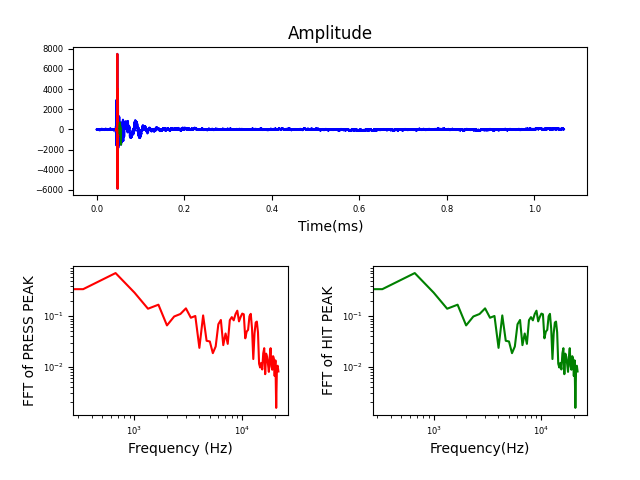 Amplitude
8000
6000
4000
2000
0
−2000
−4000
−6000
0.0 0.2 0.4 0.6 0.8 1.0
Time(ms)
FFT of PRESS PEAK
10⁻¹
10⁻²
10³ 10⁴
Frequency (Hz)
FFT of HIT PEAK
10⁻¹
10⁻²
10³ 10⁴
Frequency(Hz)